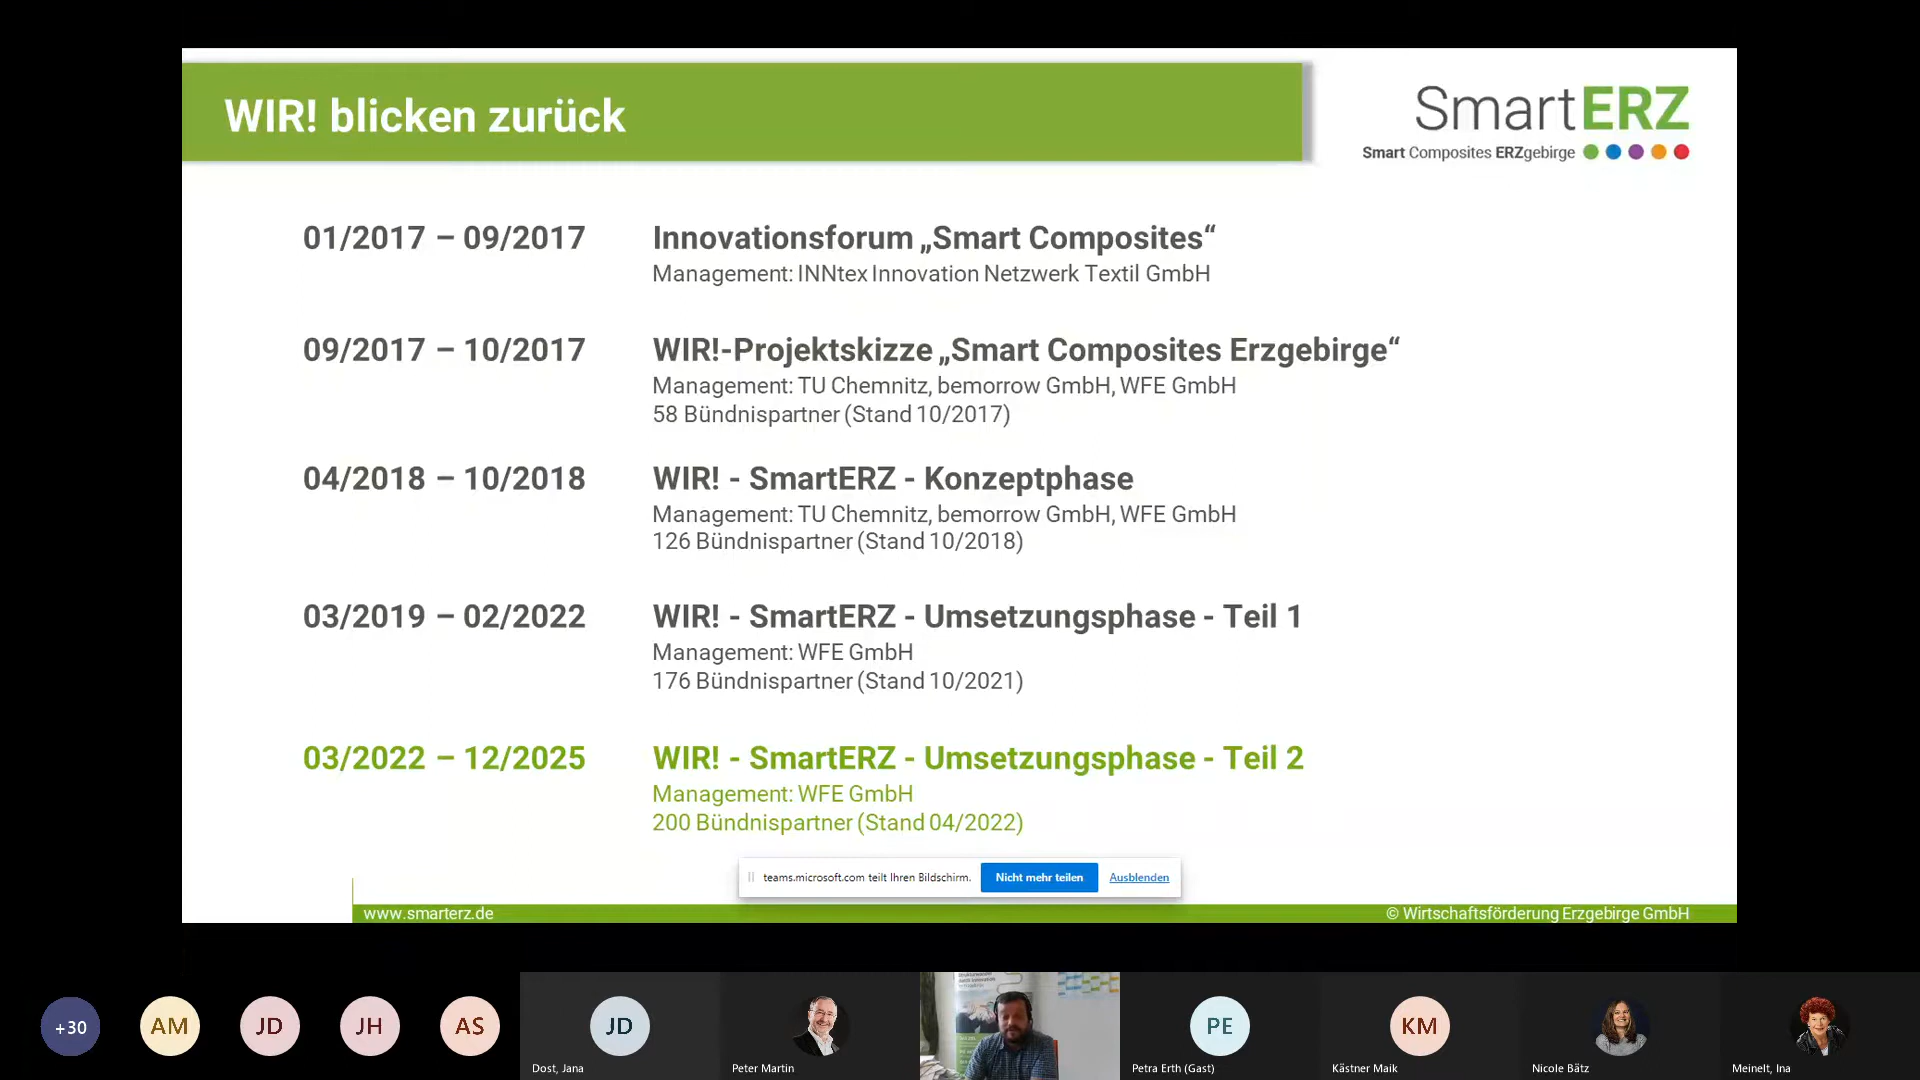 WIR! blicken zurück
SmartERZ
Smart Composites ERZgebirge
01/2017 – 09/2017
Innovationsforum „Smart Composites“
Management: INNtex Innovation Netzwerk Textil GmbH
09/2017 – 10/2017
WIR!-Projektskizze „Smart Composites Erzgebirge“
Management: TU Chemnitz, bemorrow GmbH, WFE GmbH
58 Bündnispartner (Stand 10/2017)
04/2018 – 10/2018
WIR! - SmartERZ - Konzeptphase
Management: TU Chemnitz, bemorrow GmbH, WFE GmbH
126 Bündnispartner (Stand 10/2018)
03/2019 – 02/2022
WIR! - SmartERZ - Umsetzungsphase - Teil 1
Management: WFE GmbH
176 Bündnispartner (Stand 10/2021)
03/2022 – 12/2025
WIR! - SmartERZ - Umsetzungsphase - Teil 2
Management: WFE GmbH
200 Bündnispartner (Stand 04/2022)
teams.microsoft.com teilt Ihren Bildschirm.
Nicht mehr teilen
Ausblenden
www.smarterz.de
© Wirtschaftsförderung Erzgebirge GmbH
+30
AM
JD
JH
AS
JD
PE
KM
Dost, Jana
Peter Martin
Petra Erth (Gast)
Kästner Maik
Nicole Bätz
Meinelt, Ina